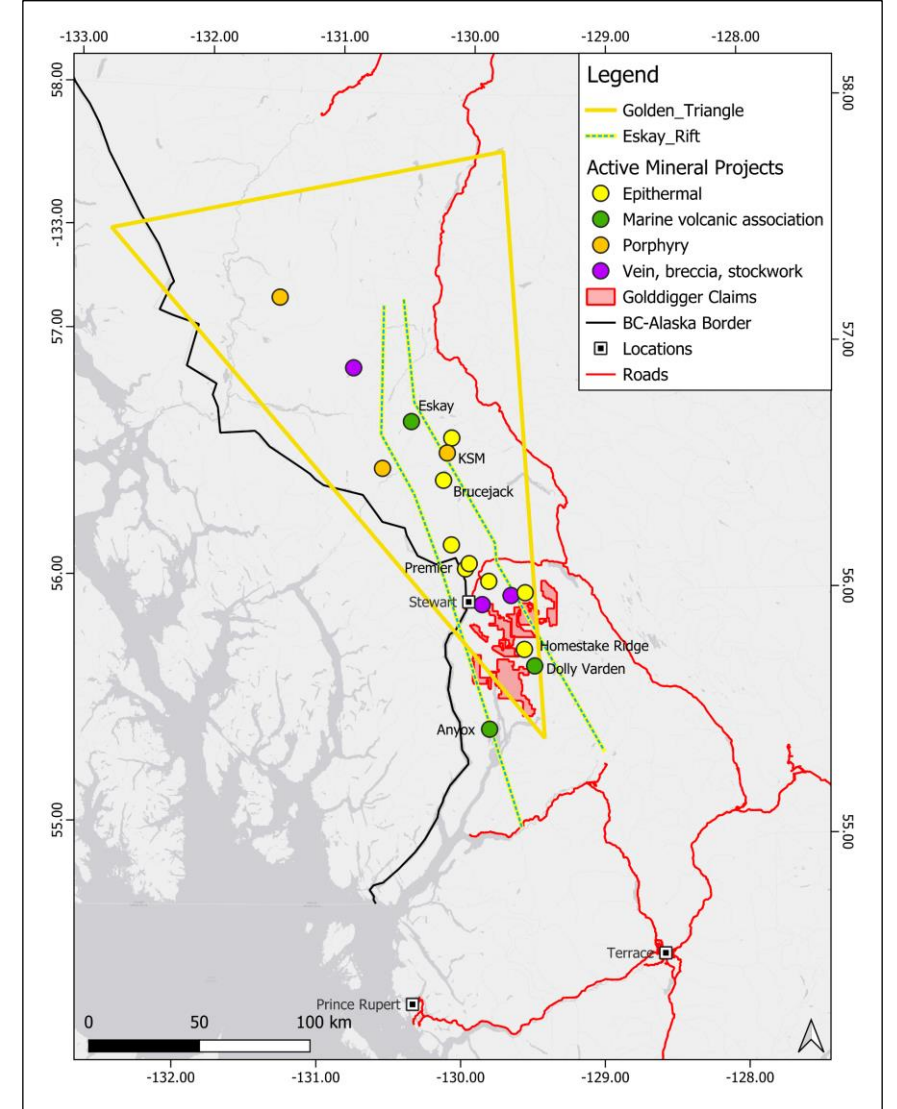 -133.00
-132.00
-131.00
-130.00
-129.00
-128.00
58.00
133.00
57.00
56.00
55.00
58.00
57.00
56.00
55.00
Legend
Golden_Triangle
Eskay_Rift
Active Mineral Projects
Epithermal
Marine volcanic association
Porphyry
Vein, breccia, stockwork
Golddigger Claims
BC-Alaska Border
Locations
Roads
Eskay
KSM
Brucejack
Premier
Stewart
Homestake Ridge
Dolly Varden
Anyox
Terrace
Prince Rupert
0 50 100 km
-132.00
-131.00
-130.00
-129.00
-128.00